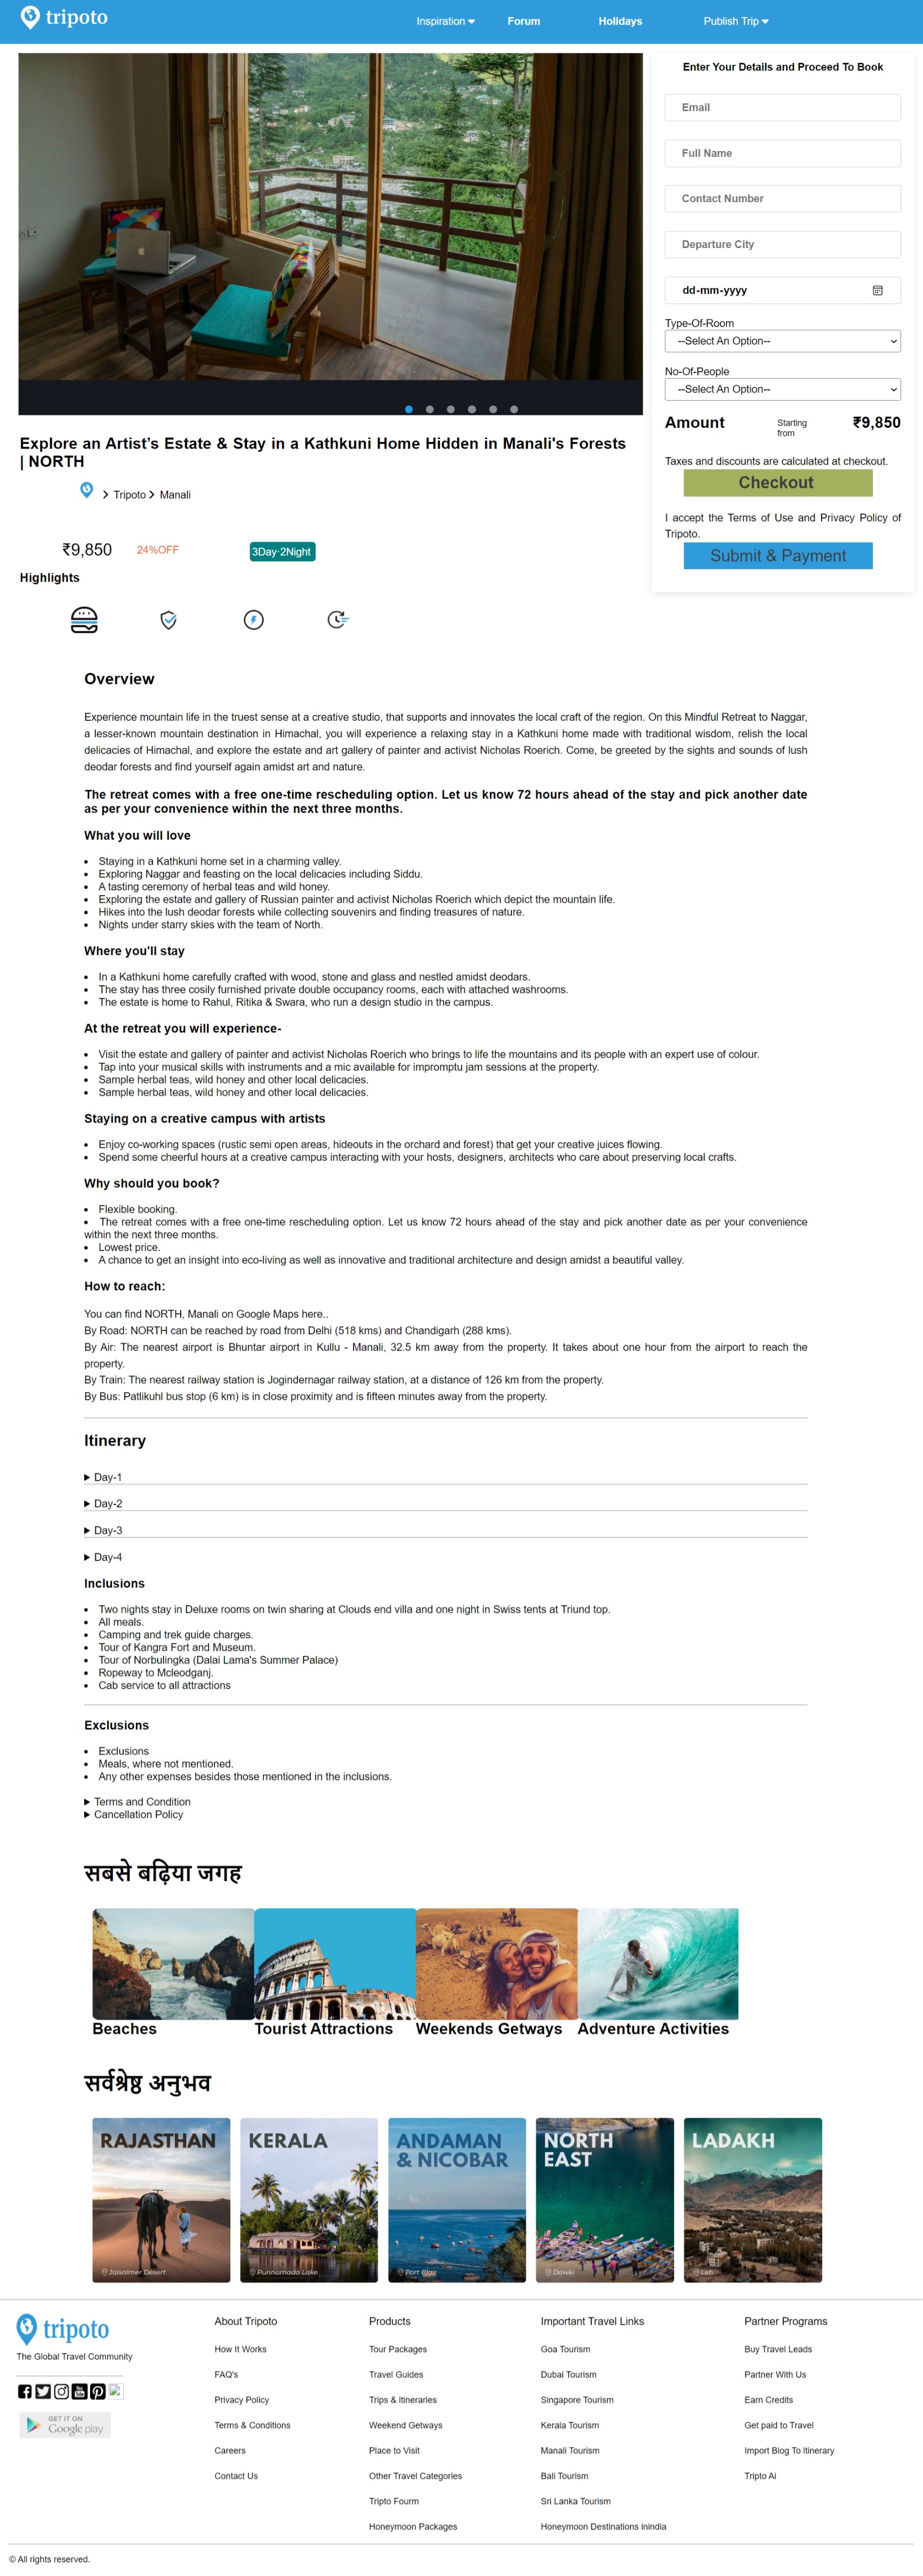 tripoto
Inspiration
Forum
Holidays
Publish Trip
Enter Your Details and Proceed To Book
Email
Full Name
Contact Number
Departure City
dd-mm-yyyy
Type-Of-Room
--Select An Option--
No-Of-People
--Select An Option--
Amount
Starting
from
₹9,850
Taxes and discounts are calculated at checkout.
Checkout
I accept the Terms of Use and Privacy Policy of
Tripoto.
Submit & Payment
Explore an Artist’s Estate & Stay in a Kathkuni Home Hidden in Manali's Forests
| NORTH
Tripoto
Manali
₹9,850
24%OFF
3Day·2Night
Highlights
Overview
Experience mountain life in the truest sense at a creative studio, that supports and innovates the local craft of the region. On this Mindful Retreat to Naggar,
a lesser-known mountain destination in Himachal, you will experience a relaxing stay in a Kathkuni home made with traditional wisdom, relish the local
delicacies of Himachal, and explore the estate and art gallery of painter and activist Nicholas Roerich. Come, be greeted by the sights and sounds of lush
deodar forests and find yourself again amidst art and nature.
The retreat comes with a free one-time rescheduling option. Let us know 72 hours ahead of the stay and pick another date
as per your convenience within the next three months.
What you will love
• Staying in a Kathkuni home set in a charming valley.
• Exploring Naggar and feasting on the local delicacies including Siddu.
• A tasting ceremony of herbal teas and wild honey.
• Exploring the estate and gallery of Russian painter and activist Nicholas Roerich which depict the mountain life.
• Hikes into the lush deodar forests while collecting souvenirs and finding treasures of nature.
• Nights under starry skies with the team of North.
Where you'll stay
• In a Kathkuni home carefully crafted with wood, stone and glass and nestled amidst deodars.
• The stay has three cosily furnished private double occupancy rooms, each with attached washrooms.
• The estate is home to Rahul, Ritika & Swara, who run a design studio in the campus.
At the retreat you will experience-
• Visit the estate and gallery of painter and activist Nicholas Roerich who brings to life the mountains and its people with an expert use of colour.
• Tap into your musical skills with instruments and a mic available for impromptu jam sessions at the property.
• Sample herbal teas, wild honey and other local delicacies.
• Sample herbal teas, wild honey and other local delicacies.
Staying on a creative campus with artists
• Enjoy co-working spaces (rustic semi open areas, hideouts in the orchard and forest) that get your creative juices flowing.
• Spend some cheerful hours at a creative campus interacting with your hosts, designers, architects who care about preserving local crafts.
Why should you book?
• Flexible booking.
• The retreat comes with a free one-time rescheduling option. Let us know 72 hours ahead of the stay and pick another date as per your convenience
within the next three months.
• Lowest price.
• A chance to get an insight into eco-living as well as innovative and traditional architecture and design amidst a beautiful valley.
How to reach:
You can find NORTH, Manali on Google Maps here..
By Road: NORTH can be reached by road from Delhi (518 kms) and Chandigarh (288 kms).
By Air: The nearest airport is Bhuntar airport in Kullu - Manali, 32.5 km away from the property. It takes about one hour from the airport to reach the
property.
By Train: The nearest railway station is Jogindernagar railway station, at a distance of 126 km from the property.
By Bus: Patlikuhl bus stop (6 km) is in close proximity and is fifteen minutes away from the property.
Itinerary
Day-1
Day-2
Day-3
Day-4
Inclusions
• Two nights stay in Deluxe rooms on twin sharing at Clouds end villa and one night in Swiss tents at Triund top.
• All meals.
• Camping and trek guide charges.
• Tour of Kangra Fort and Museum.
• Tour of Norbulingka (Dalai Lama's Summer Palace)
• Ropeway to Mcleodganj.
• Cab service to all attractions
Exclusions
• Exclusions
• Meals, where not mentioned.
• Any other expenses besides those mentioned in the inclusions.
Terms and Condition
Cancellation Policy
सबसे बढ़िया जगह
Beaches
Tourist Attractions
Weekends Getways
Adventure Activities
सर्वश्रेष्ठ अनुभव
RAJASTHAN
Jaisalmer Desert
KERALA
Punnamada Lake
ANDAMAN
& NICOBAR
Port Blair
NORTH
EAST
Dawki
LADAKH
Leh
tripoto
The Global Travel Community
GET IT ON
Google play
About Tripoto
How It Works
FAQ's
Privacy Policy
Terms & Conditions
Careers
Contact Us
Products
Tour Packages
Travel Guides
Trips & Itineraries
Weekend Getways
Place to Visit
Other Travel Categories
Tripto Fourm
Honeymoon Packages
Important Travel Links
Goa Tourism
Dubai Tourism
Singapore Tourism
Kerala Tourism
Manali Tourism
Bali Tourism
Sri Lanka Tourism
Honeymoon Destinations inindia
Partner Programs
Buy Travel Leads
Partner With Us
Earn Credits
Get paid to Travel
Import Blog To Itinerary
Tripto Ai
© All rights reserved.